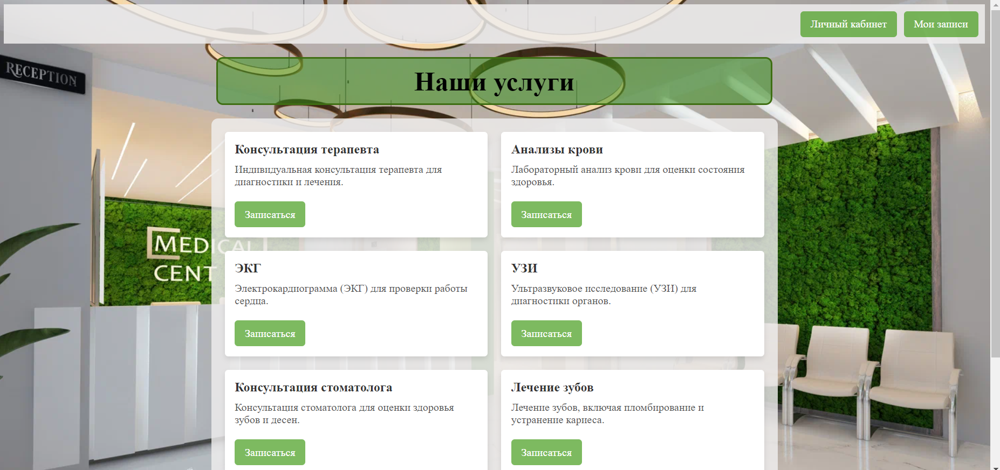 Личный кабинет
Мои записи
RECEPTION
Наши услуги
Консультация терапевта
Индивидуальная консультация терапевта для
диагностики и лечения.
Записаться
Анализы крови
Лабораторный анализ крови для оценки состояния
здоровья.
Записаться
MEDICAL
CENT
ЭКГ
Электрокардиограмма (ЭКГ) для проверки работы
сердца.
Записаться
УЗИ
Ультразвуковое исследование (УЗИ) для
диагностики органов.
Записаться
Консультация стоматолога
Консультация стоматолога для оценки здоровья
зубов и десен.
Записаться
Лечение зубов
Лечение зубов, включая пломбирование и
устранение кариеса.
Записаться